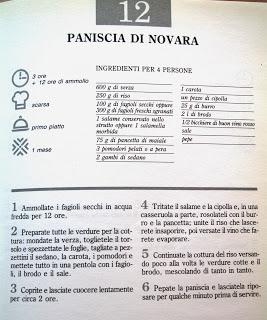 12
PANISCIA DI NOVARA
INGREDIENTI PER 4 PERSONE
3 ore
+ 12 ore di ammollo
scarsa
primo piatto
1 mese
600 g di verza
250 g di riso
100 g di fagioli secchi oppure
300 g di fagioli freschi sgranati
1 salame conservato nello
strutto oppure 1 salamella
morbida
75 g di pancetta di maiale
3 pomodori pelati o a pera
2 gambi di sedano
1 carota
un pezzo di cipolla
25 g di burro
2 l di brodo
1/2 bicchiere di buon vino rosso
sale
pepe
1 Ammollate i fagioli secchi in acqua
fredda per 12 ore.
2 Preparate tutte le verdure per la cot-
tura: mondate la verza, toglietele il tor-
solo e spezzettate le foglie, tagliate a pe-
zzettini il sedano, la carota, i pomodori e
mettete tutto in una pentola con i fagio-
li, il brodo e il sale.
3 Coprite e lasciate cuocere lentamente
per circa 2 ore.
4 Tritate il salame e la cipolla e, in una
casseruola a parte, rosolateli con il bur-
ro e la pancetta; unite il riso che lasce-
rete insaporire, poi versate il vino che fa-
rete evaporare.
5 Continuate la cottura del riso versan-
do poco alla volta le verdure cotte e il
brodo, mescolando di tanto in tanto.
6 Pepate la paniscia e lasciatela ripo-
sare per qualche minuto prima di servire.